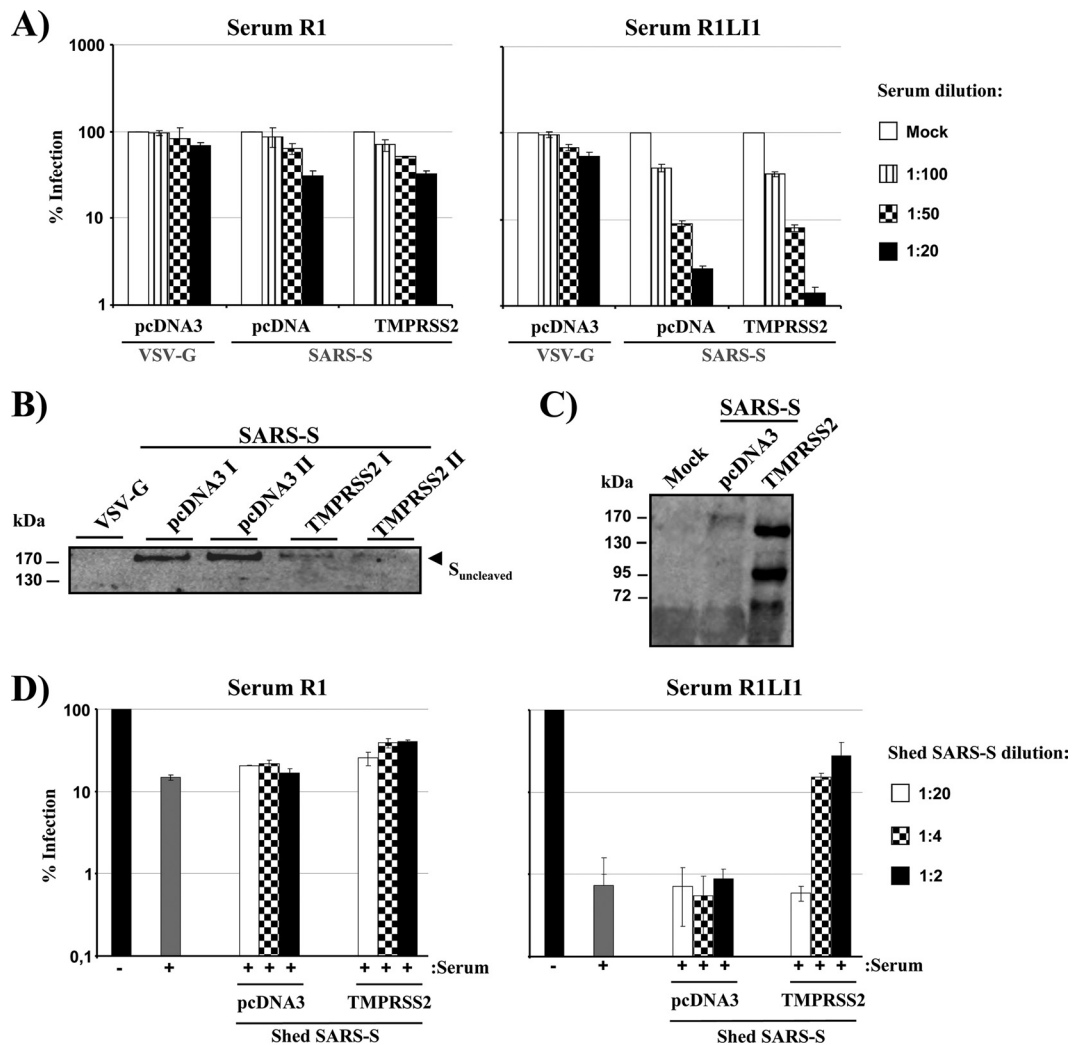 A)
Serum R1
Serum R1LI1
1000
100
10
1
% Infection
pcDNA3
pcDNA
TMPRSS2
VSV-G
SARS-S
pcDNA3
pcDNA
TMPRSS2
VSV-G
SARS-S
Serum dilution:
Mock
1:100
1:50
1:20
B)
SARS-S
VSV-G
pcDNA3 I
pcDNA3 II
TMPRSS2 I
TMPRSS2 II
kDa
170
130
Suncleaved
C)
SARS-S
Mock
pcDNA3
TMPRSS2
kDa
170
130
95
72
D)
Serum R1
Serum R1LI1
100
10
1
0,1
% Infection
- + + + + + + + :Serum
pcDNA3
TMPRSS2
Shed SARS-S
- + + + + + + + :Serum
pcDNA3
TMPRSS2
Shed SARS-S
Shed SARS-S dilution:
1:20
1:4
1:2